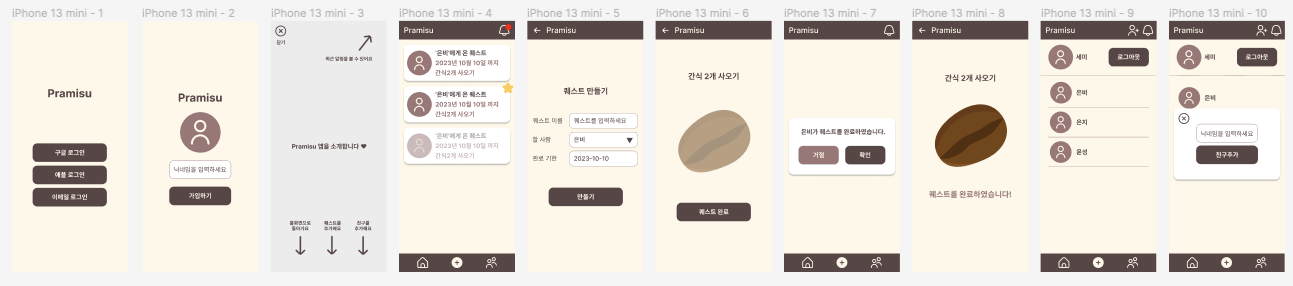 iPhone 13 mini - 1
Pramisu
구글 로그인
애플 로그인
이메일 로그인
iPhone 13 mini - 2
Pramisu
닉네임을 입력하세요
가입하기
iPhone 13 mini - 3
닫기
최근 알림을 볼 수 있어요
Pramisu 앱을 소개합니다 ♥
홈화면으로
돌아가요
퀘스트를
추가해요
친구를
추가해요
iPhone 13 mini - 4
Pramisu
'은비'에게 온 퀘스트
2023년 10월 10일 까지
간식2개 사오기
'은비'에게 온 퀘스트
2023년 10월 10일 까지
간식2개 사오기
'은비'에게 온 퀘스트
2023년 10월 10일 까지
간식2개 사오기
iPhone 13 mini - 5
← Pramisu
퀘스트 만들기
퀘스트 이름 퀘스트를 입력하세요
할 사람 은비
완료 기한 2023-10-10
만들기
iPhone 13 mini - 6
← Pramisu
간식 2개 사오기
퀘스트 완료
iPhone 13 mini - 7
Pramisu
은비가 퀘스트를 완료하였습니다.
거절 확인
iPhone 13 mini - 8
← Pramisu
간식 2개 사오기
퀘스트를 완료하였습니다!
iPhone 13 mini - 9
Pramisu
세미 로그아웃
은비
은지
윤성
iPhone 13 mini - 10
Pramisu
세미 로그아웃
은비
닉네임을 입력하세요
친구추가